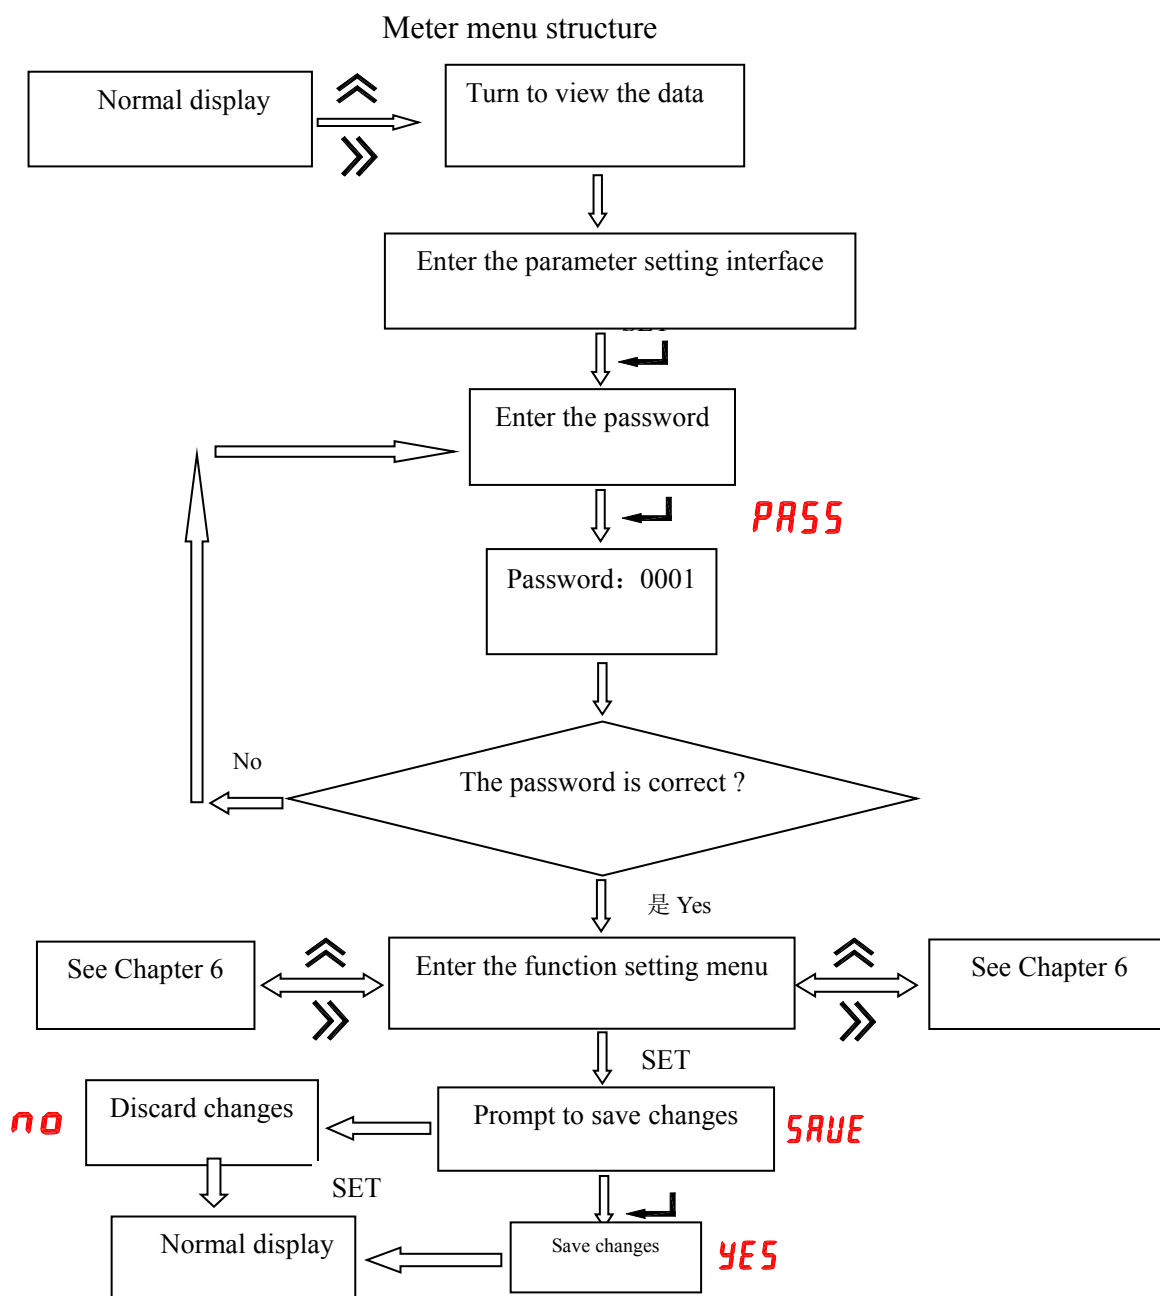 Meter menu structure
Normal display
Turn to view the data
Enter the parameter setting interface
Enter the password
PASS
Password：0001
No
The password is correct ?
是 Yes
See Chapter 6
Enter the function setting menu
See Chapter 6
SET
Discard changes
Prompt to save changes
no
SAVE
SET
Normal display
Save changes
YES